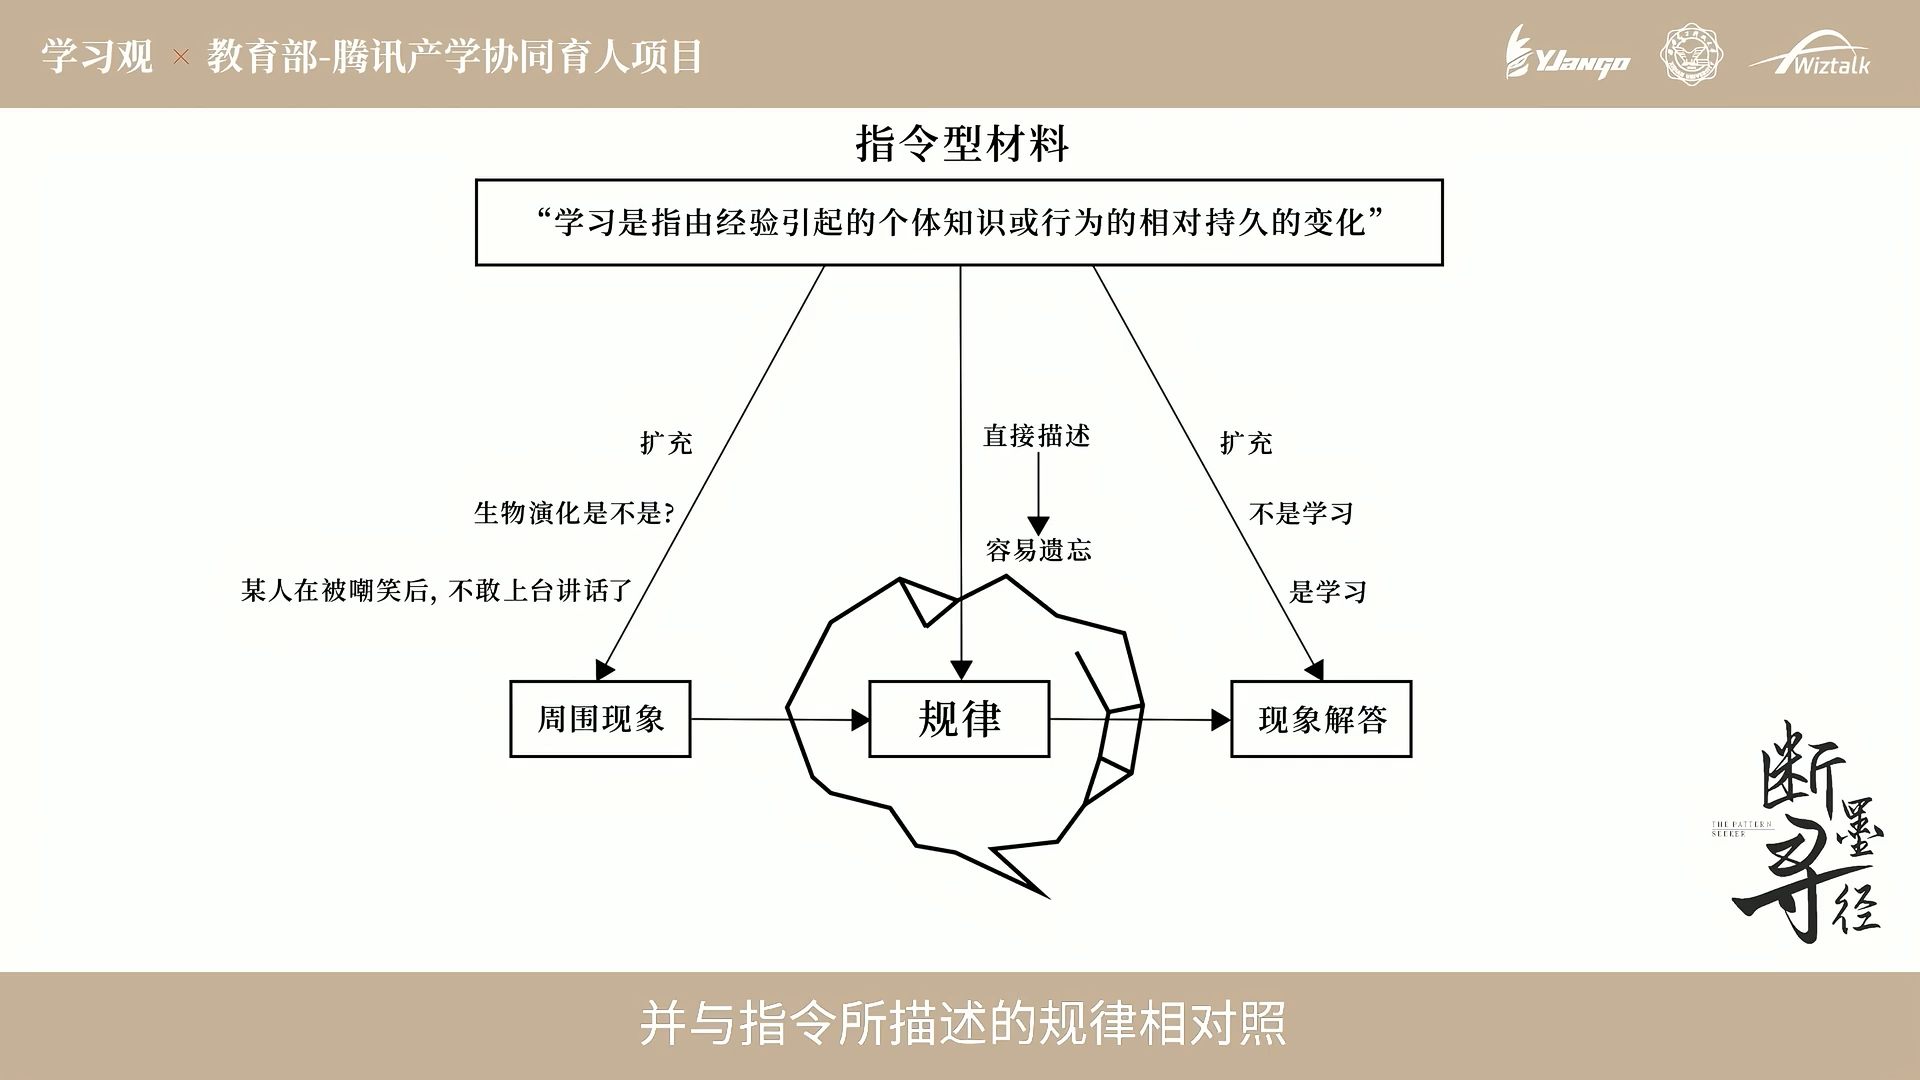 学习观 × 教育部-腾讯产学协同育人项目
YJango
Wiztalk
指令型材料
“学习是指由经验引起的个体知识或行为的相对持久的变化”
扩充
直接描述
扩充
生物演化是不是?
不是学习
容易遗忘
某人在被嘲笑后, 不敢上台讲话了
是学习
周围现象
规律
现象解答
断墨寻径
THE PATTERN
SEEKER
并与指令所描述的规律相对照